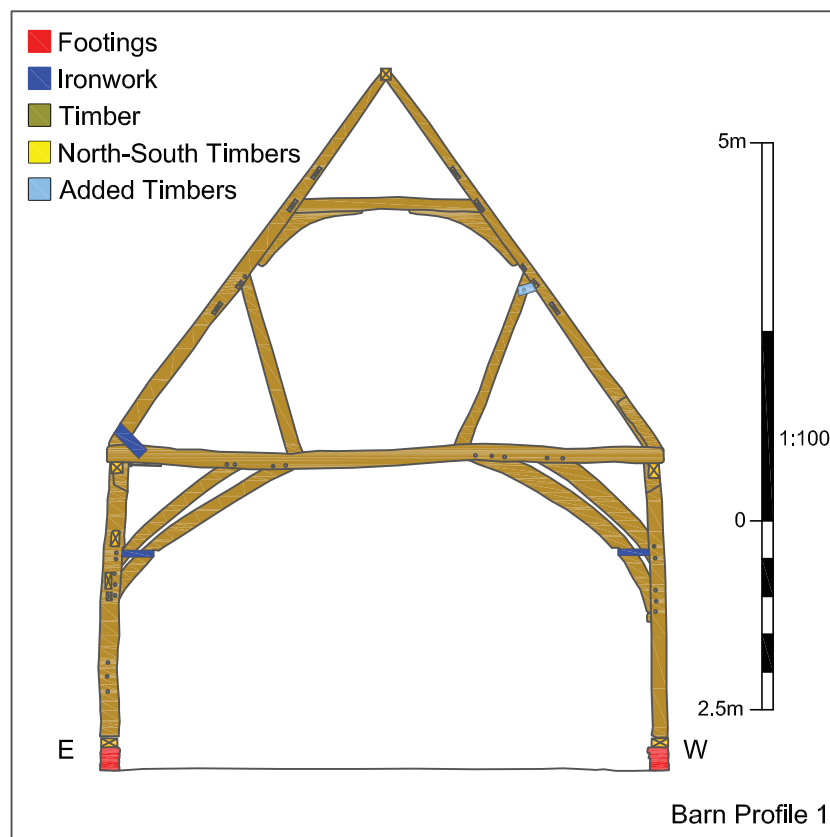 Footings
Ironwork
Timber
North-South Timbers
Added Timbers
5m
1:100
0
2.5m
E
W
Barn Profile 1